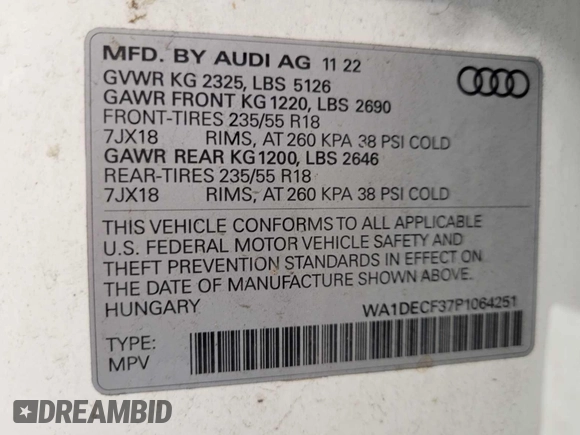 MFD. BY AUDI AG 11 22
GVWR KG 2325, LBS 5126
GAWR FRONT KG 1220, LBS 2690
FRONT-TIRES 235/55 R18
7JX18 RIMS, AT 260 KPA 38 PSI COLD
GAWR REAR KG 1200, LBS 2646
REAR-TIRES 235/55 R18
7JX18 RIMS, AT 260 KPA 38 PSI COLD
THIS VEHICLE CONFORMS TO ALL APPLICABLE
U.S. FEDERAL MOTOR VEHICLE SAFETY AND
THEFT PREVENTION STANDARDS IN EFFECT ON
THE DATE OF MANUFACTURE SHOWN ABOVE.
HUNGARY WA1DECF37P1064251
TYPE:
MPV
DREAMBID